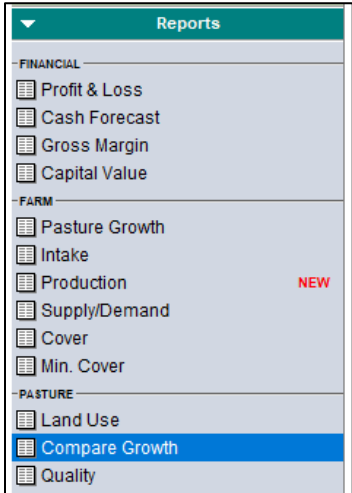 Reports
FINANCIAL
Profit & Loss
Cash Forecast
Gross Margin
Capital Value
FARM
Pasture Growth
Intake
Production NEW
Supply/Demand
Cover
Min. Cover
PASTURE
Land Use
Compare Growth
Quality